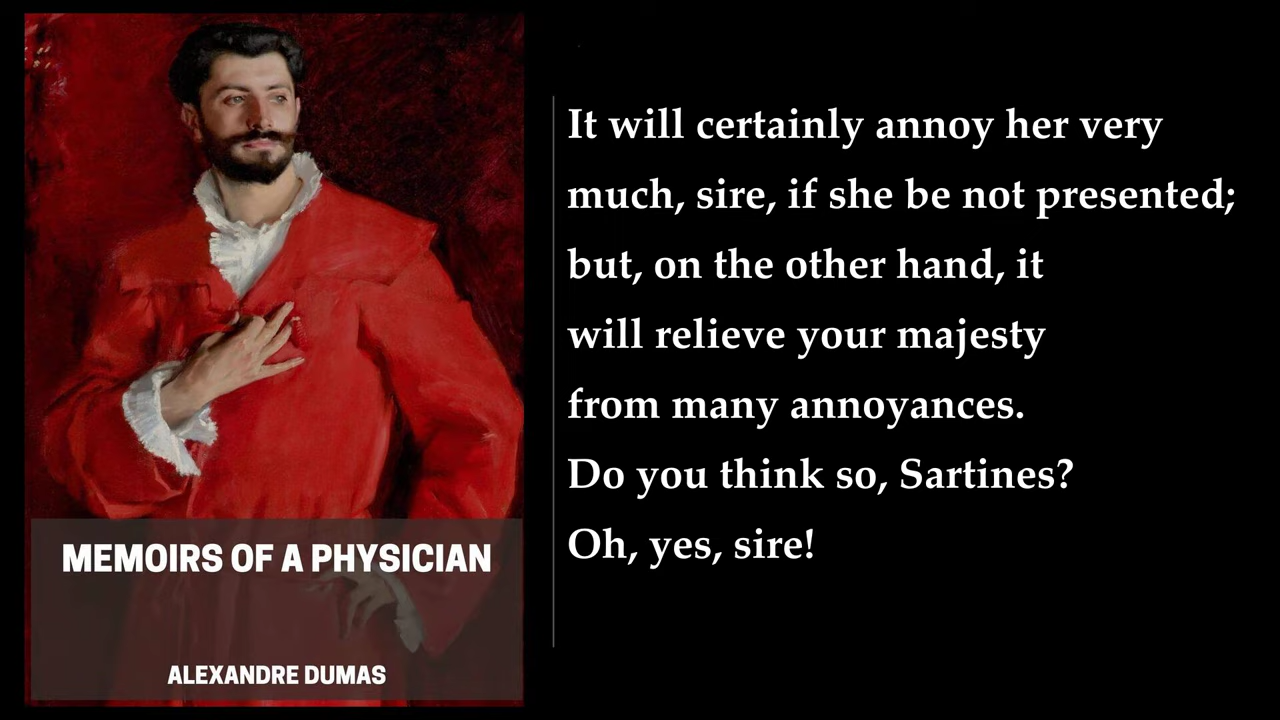 MEMOIRS OF A PHYSICIAN
ALEXANDRE DUMAS
It will certainly annoy her very
much, sire, if she be not presented;
but, on the other hand, it
will relieve your majesty
from many annoyances.
Do you think so, Sartines?
Oh, yes, sire!